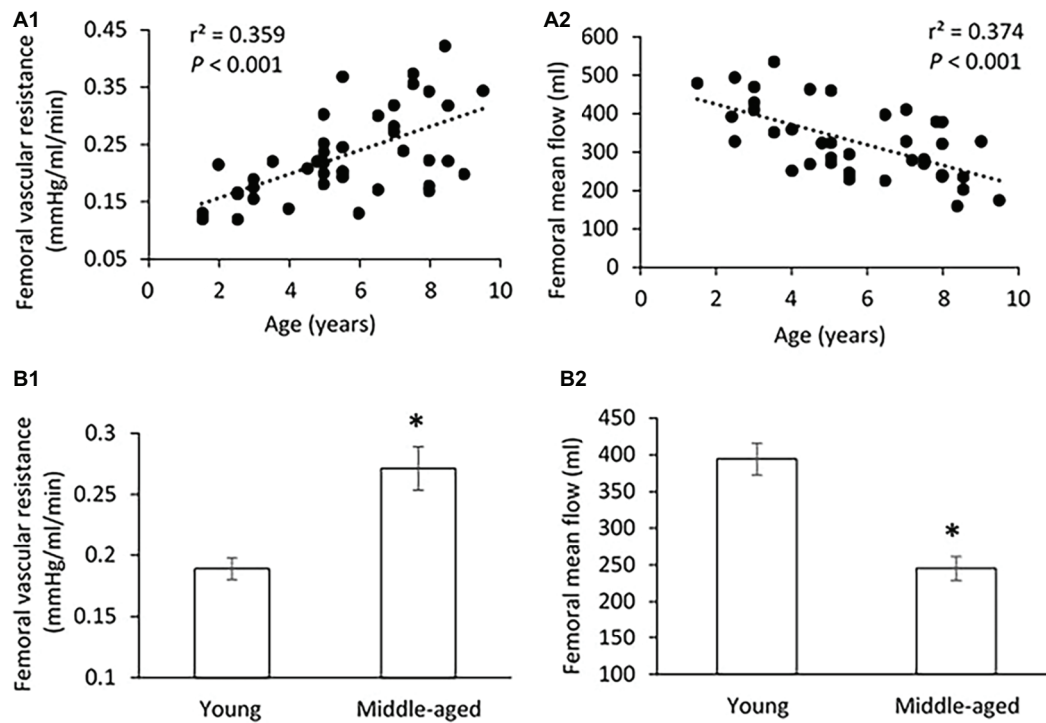 A1
Femoral vascular resistance
(mmHg/ml/min)
0.45
0.35
0.25
0.15
0.05
r² = 0.359
P < 0.001
0 2 4 6 8 10
Age (years)
A2
Femoral mean flow (ml)
600
500
400
300
200
100
0
r² = 0.374
P < 0.001
0 2 4 6 8 10
Age (years)
B1
Femoral vascular resistance
(mmHg/ml/min)
0.3
0.25
0.2
0.15
0.1
*
Young Middle-aged
B2
Femoral mean flow (ml)
450
400
350
300
250
200
150
100
*
Young Middle-aged